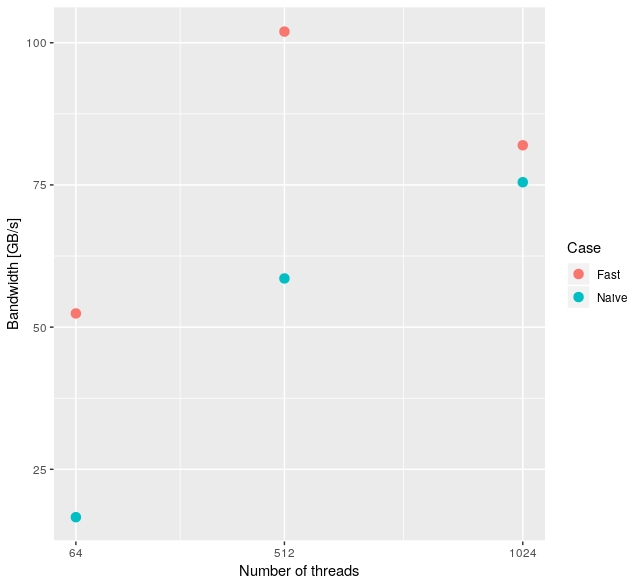 100
75
50
25
Bandwidth [GB/s]
64
512
1024
Number of threads
Case
Fast
Naive